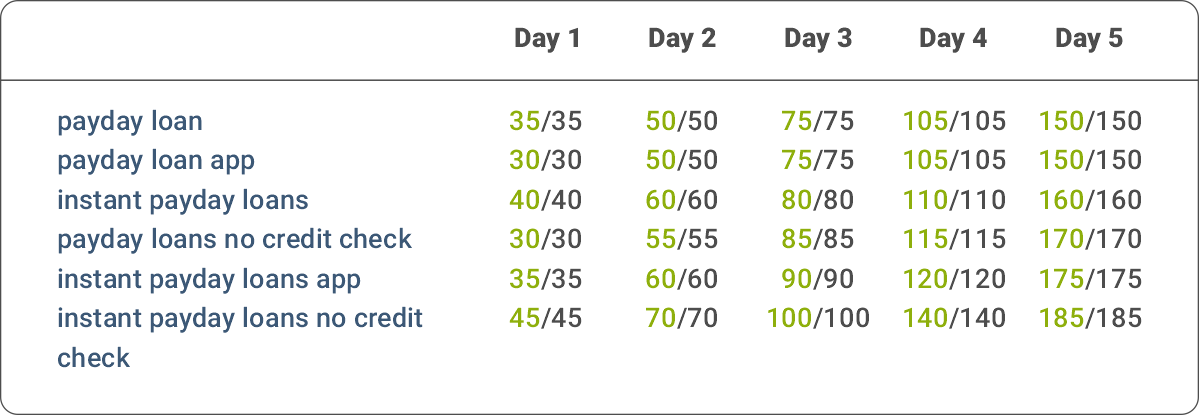 Day 1 Day 2 Day 3 Day 4 Day 5
payday loan 35/35 50/50 75/75 105/105 150/150
payday loan app 30/30 50/50 75/75 105/105 150/150
instant payday loans 40/40 60/60 80/80 110/110 160/160
payday loans no credit check 30/30 55/55 85/85 115/115 170/170
instant payday loans app 35/35 60/60 90/90 120/120 175/175
instant payday loans no credit 45/45 70/70 100/100 140/140 185/185
check